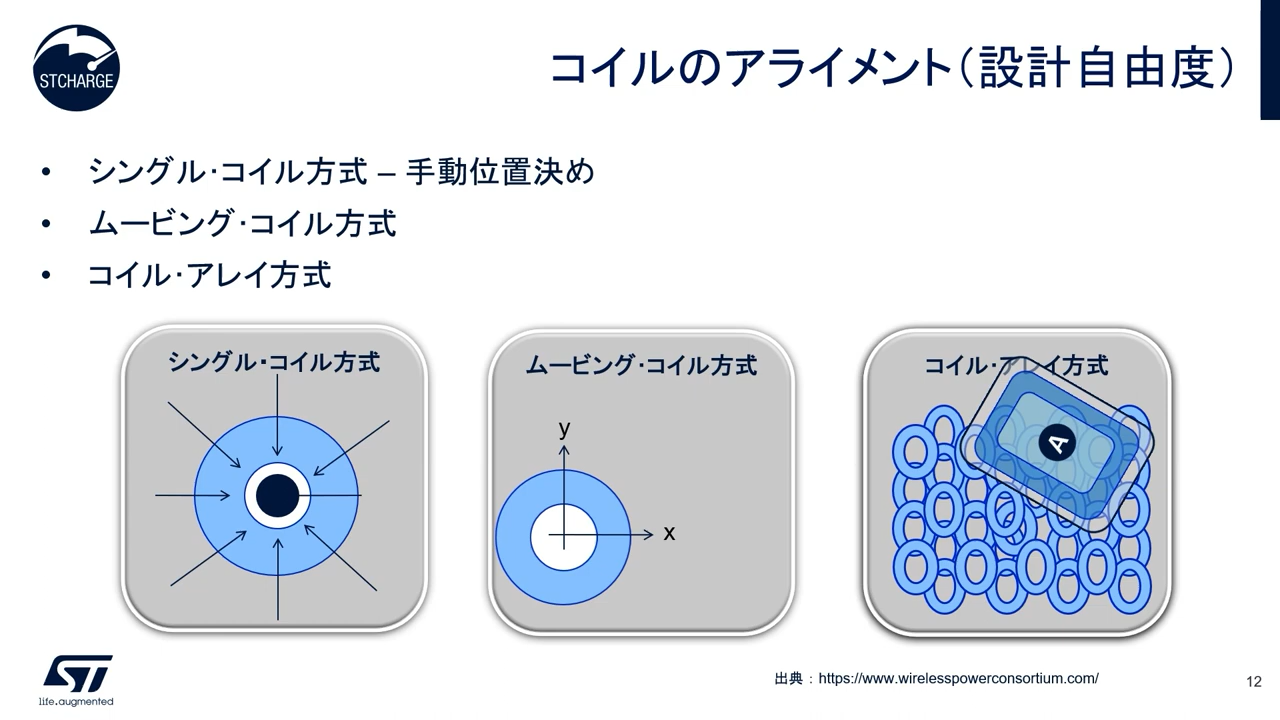 STCHARGE
コイルのアライメント（設計自由度）
• シングル･コイル方式 – 手動位置決め
• ムービング･コイル方式
• コイル･アレイ方式
シングル・コイル方式
ムービング･コイル方式
y
x
コイル･アレイ方式
A
ST
life.augmented
出典：https://www.wirelesspowerconsortium.com/
12